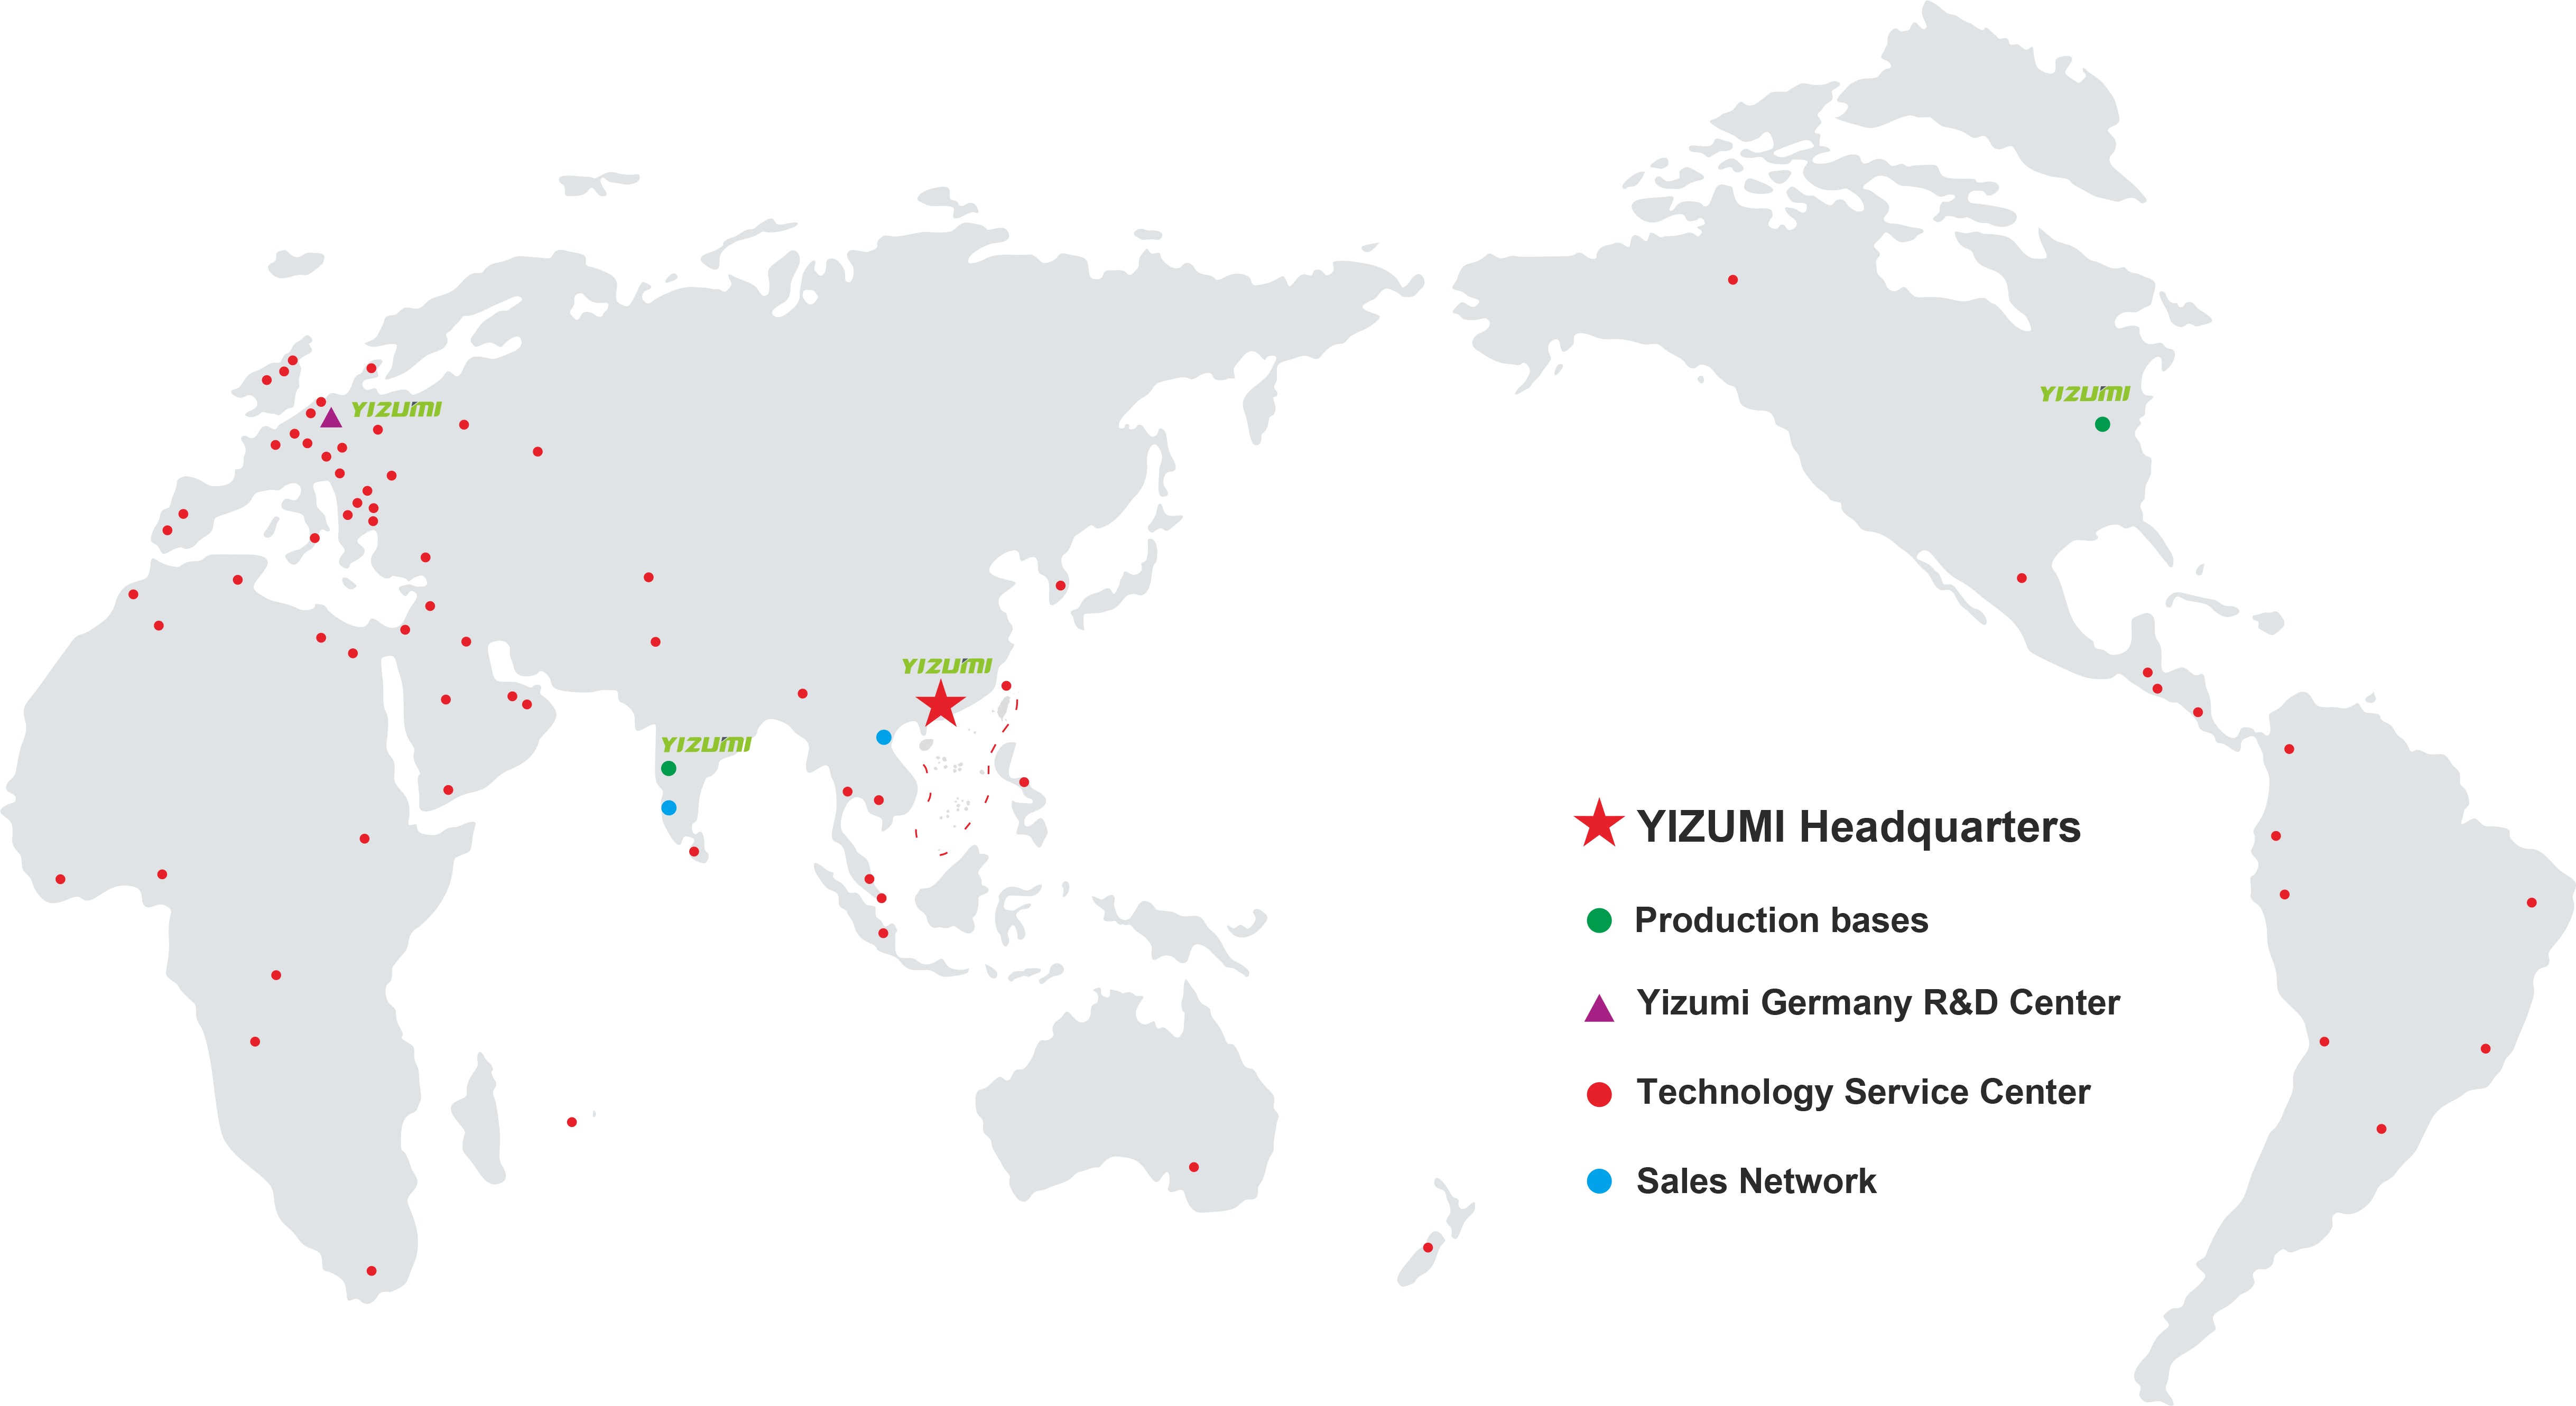 YIZUMI
YIZUMI
YIZUMI
YIZUMI
YIZUMI Headquarters
Production bases
Yizumi Germany R&D Center
Technology Service Center
Sales Network